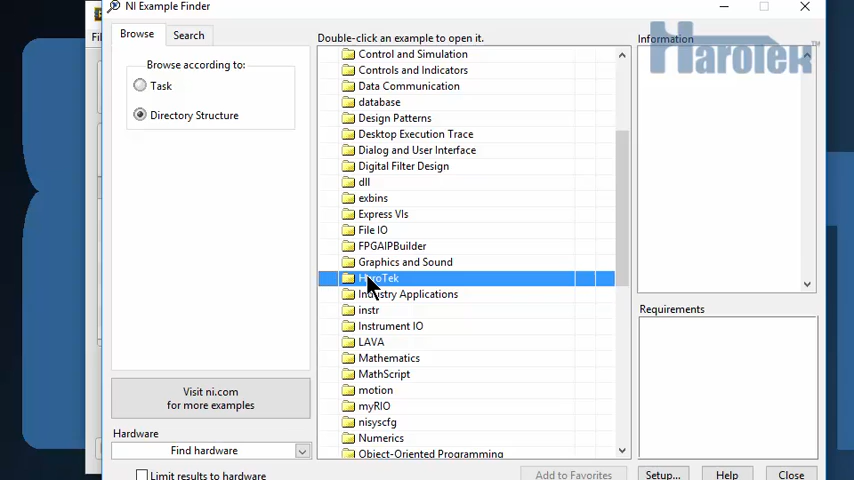 NI Example Finder
Browse
Search
Double-click an example to open it.
Information
HaroTek™
Browse according to:
Task
Directory Structure
Control and Simulation
Controls and Indicators
Data Communication
database
Design Patterns
Desktop Execution Trace
Dialog and User Interface
Digital Filter Design
dll
exbins
Express VIs
File IO
FPGAIPBuilder
Graphics and Sound
HaroTek
Industry Applications
instr
Instrument IO
LAVA
Mathematics
MathScript
motion
myRIO
nisyscfg
Numerics
Object-Oriented Programming
Requirements
Visit ni.com
for more examples
Hardware
Find hardware
Limit results to hardware
Add to Favorites
Setup...
Help
Close